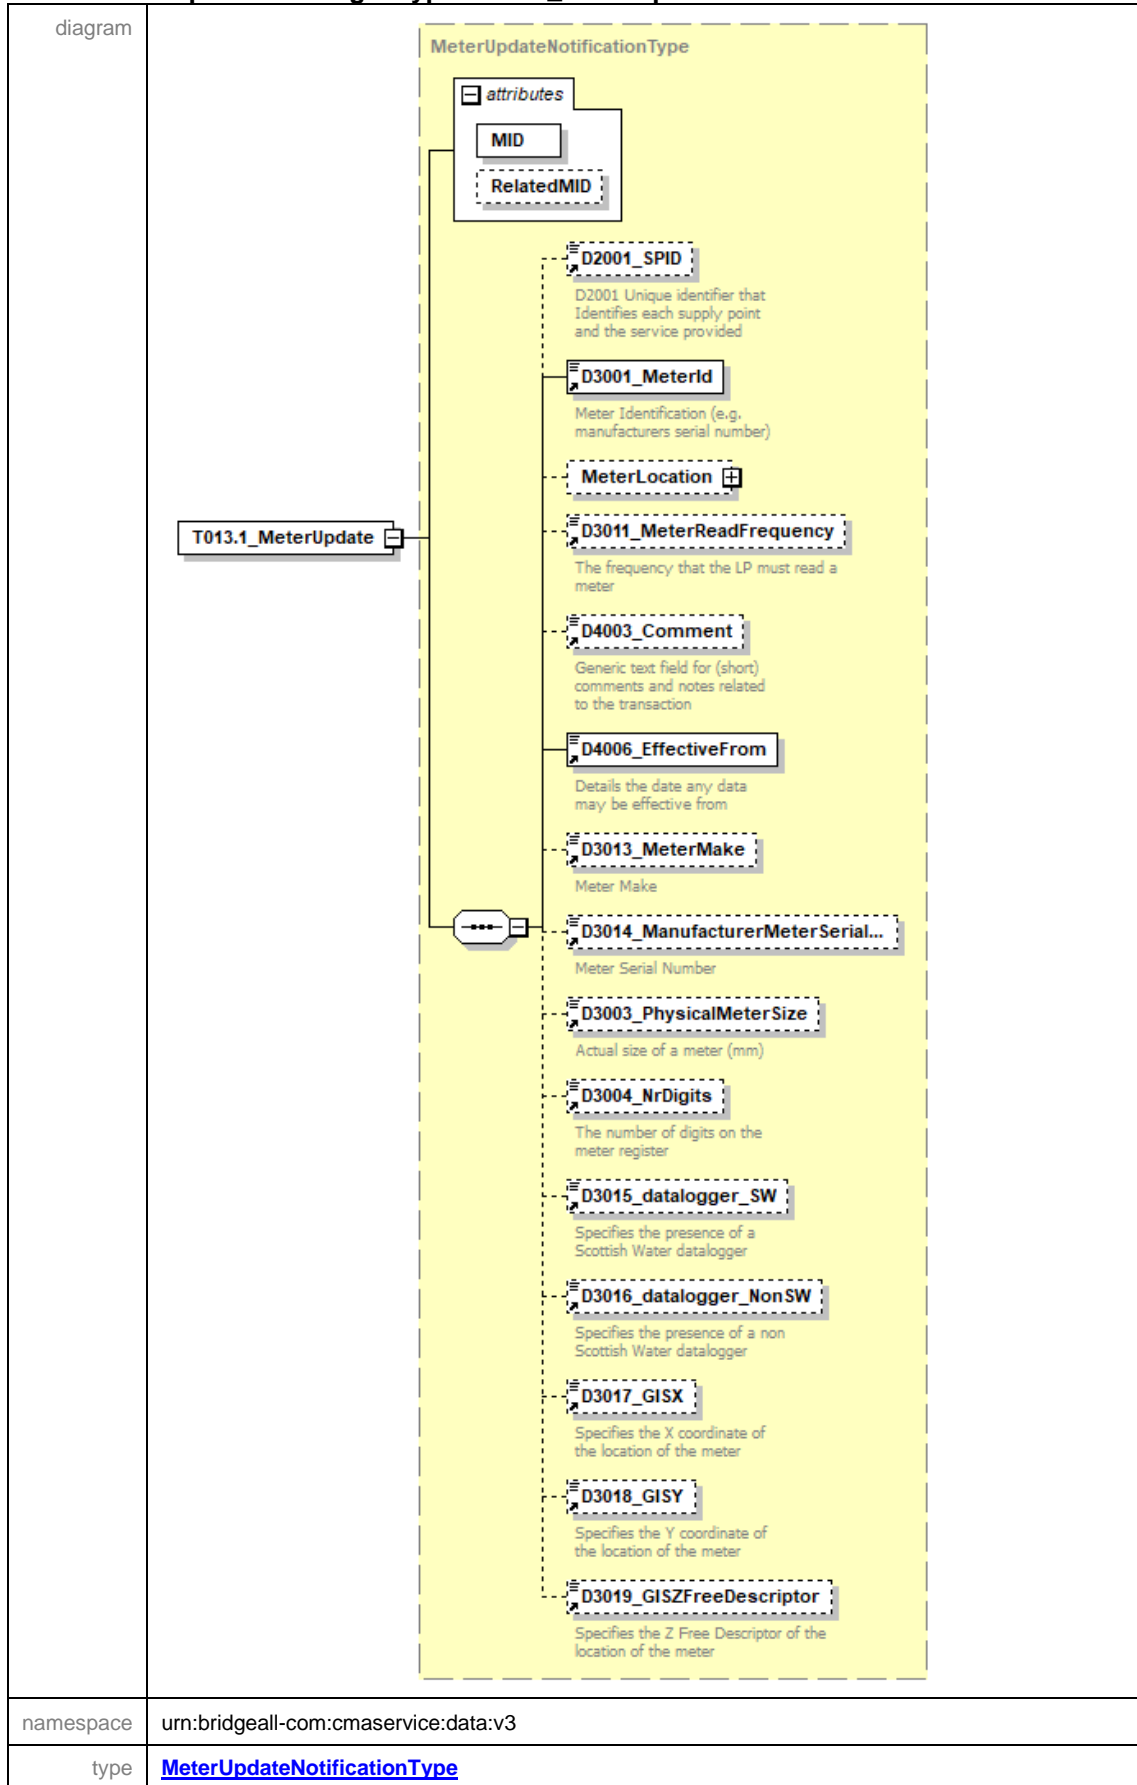 diagram
MeterUpdateNotificationType
attributes
MID
RelatedMID
D2001_SPID
D2001 Unique identifier that
Identifies each supply point
and the service provided
D3001_MeterId
Meter Identification (e.g.
manufacturers serial number)
MeterLocation
D3011_MeterReadFrequency
T013.1_MeterUpdate
The frequency that the LP must read a
meter
D4003_Comment
Generic text field for (short)
comments and notes related
to the transaction
D4006_EffectiveFrom
Details the date any data
may be effective from
D3013_MeterMake
Meter Make
D3014_ManufacturerMeterSerial...
Meter Serial Number
D3003_PhysicalMeterSize
Actual size of a meter (mm)
D3004_NrDigits
The number of digits on the
meter register
D3015_datalogger_SW
Specifies the presence of a
Scottish Water datalogger
D3016_datalogger_NonSW
Specifies the presence of a non
Scottish Water datalogger
D3017_GISX
Specifies the X coordinate of
the location of the meter
D3018_GISY
Specifies the Y coordinate of
the location of the meter
D3019_GISZFreeDescriptor
Specifies the Z Free Descriptor of the
location of the meter
namespace urn:bridgeall-com:cmaservice:data:v3
type MeterUpdateNotificationType